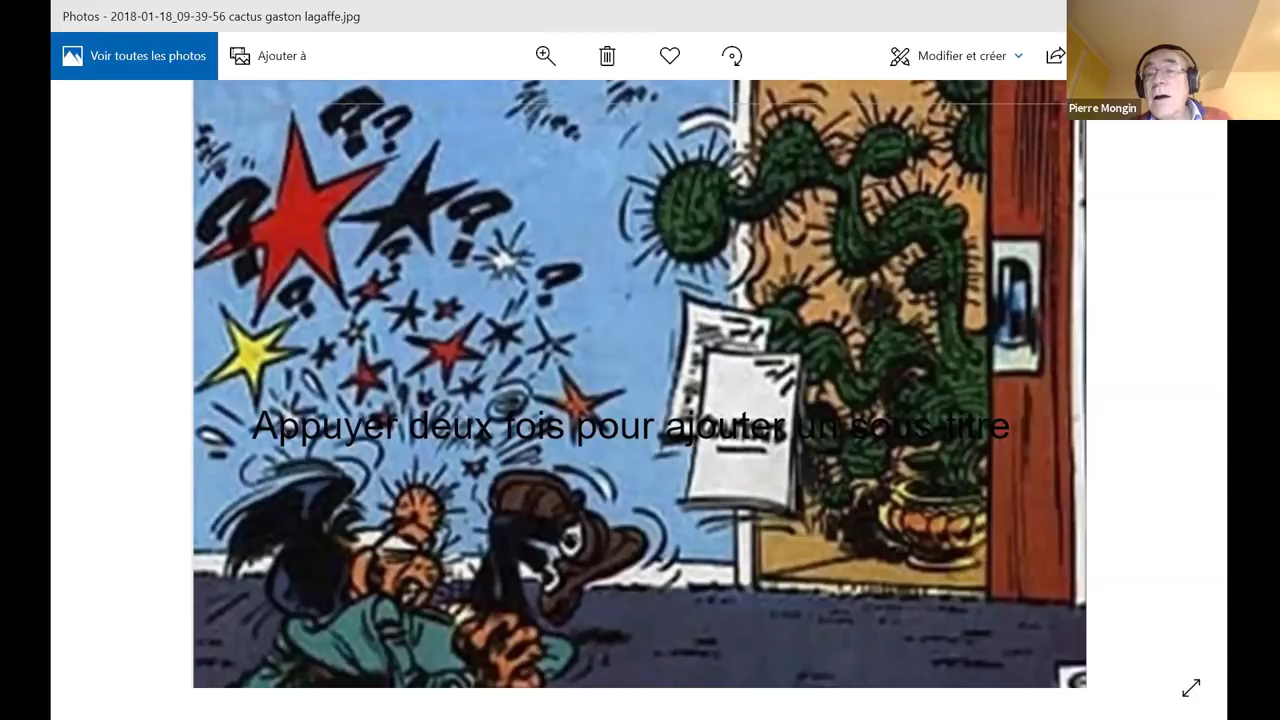 Photos - 2018-01-18_09-39-56 cactus gaston lagaffe.jpg
Voir toutes les photos
Ajouter à
Modifier et créer
Pierre Mongin
? ?
?
?
?
?
?
Appuyer deux fois pour ajouter un sous-titre